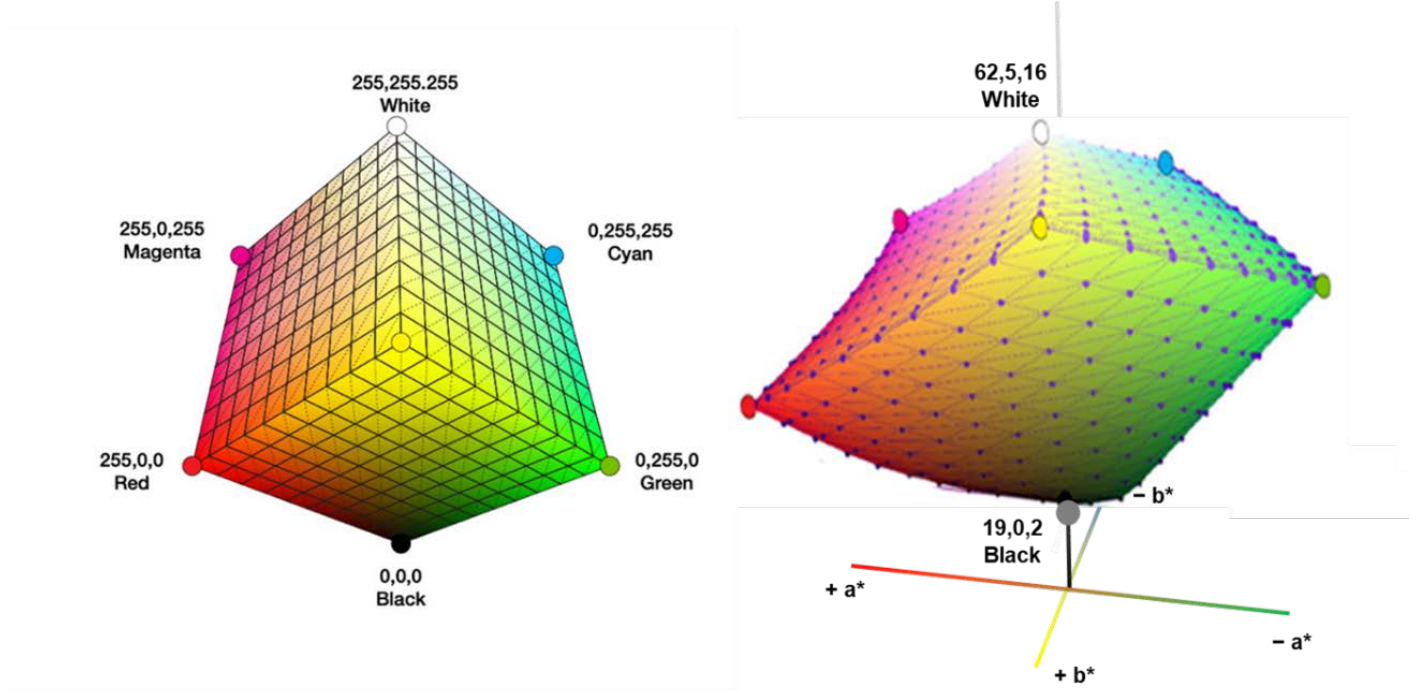 255,255.255
White
255,0,255
Magenta
0,255,255
Cyan
255,0,0
Red
0,255,0
Green
0,0,0
Black
62,5,16
White
– b*
19,0,2
Black
+ a*
– a*
+ b*